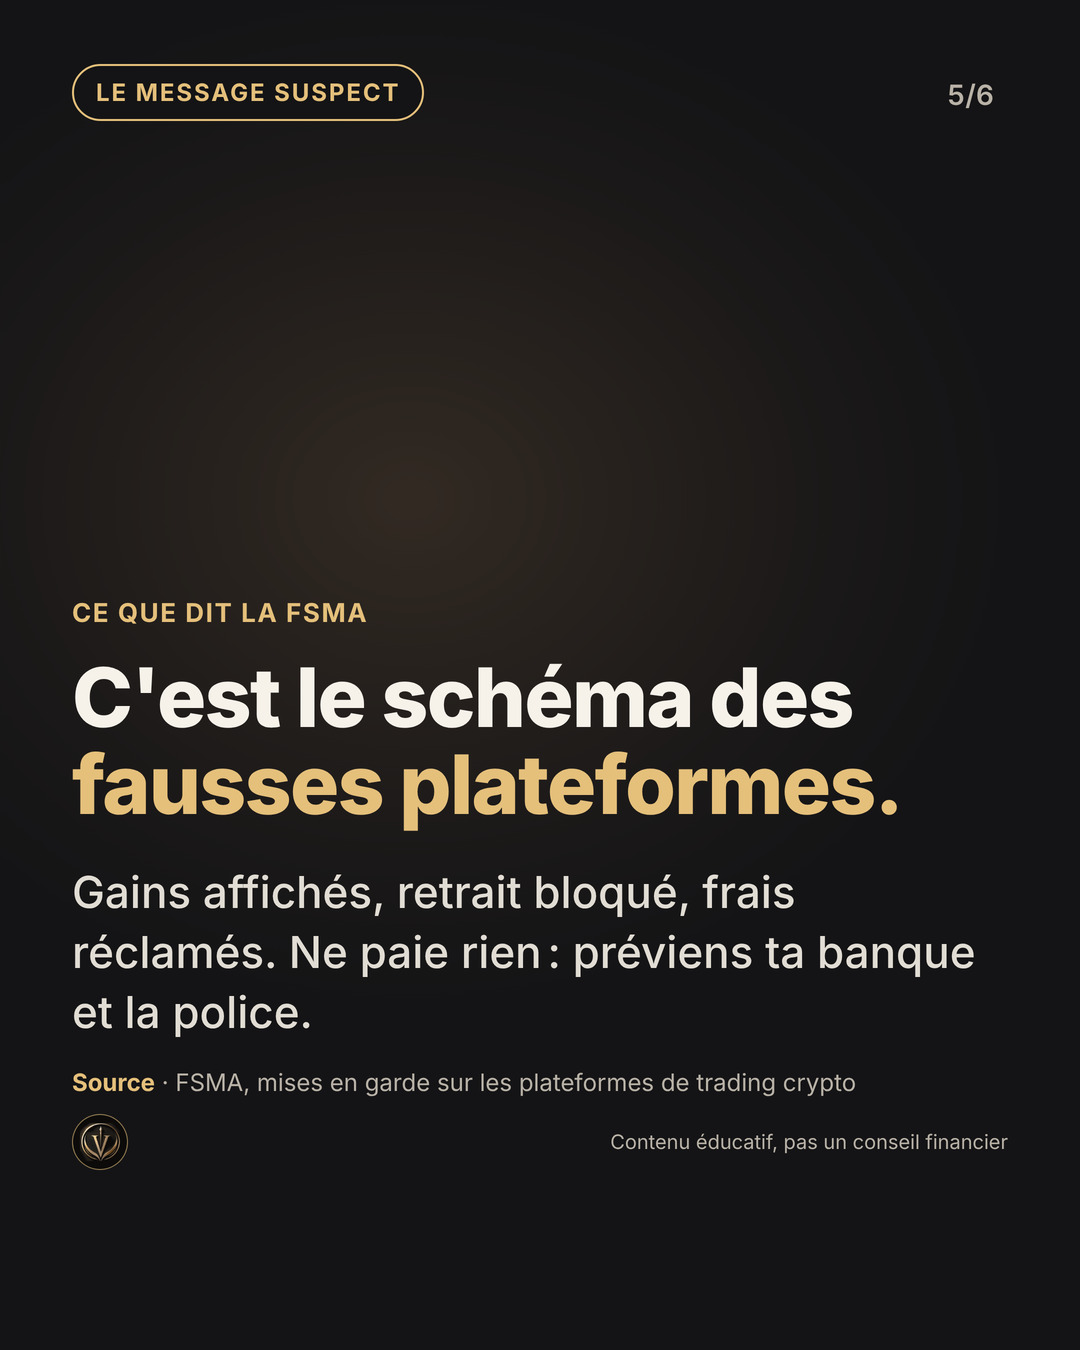 LE MESSAGE SUSPECT
5/6
CE QUE DIT LA FSMA
C'est le schéma des
fausses plateformes.
Gains affichés, retrait bloqué, frais
réclamés. Ne paie rien : préviens ta banque
et la police.
Source · FSMA, mises en garde sur les plateformes de trading crypto
V
Contenu éducatif, pas un conseil financier